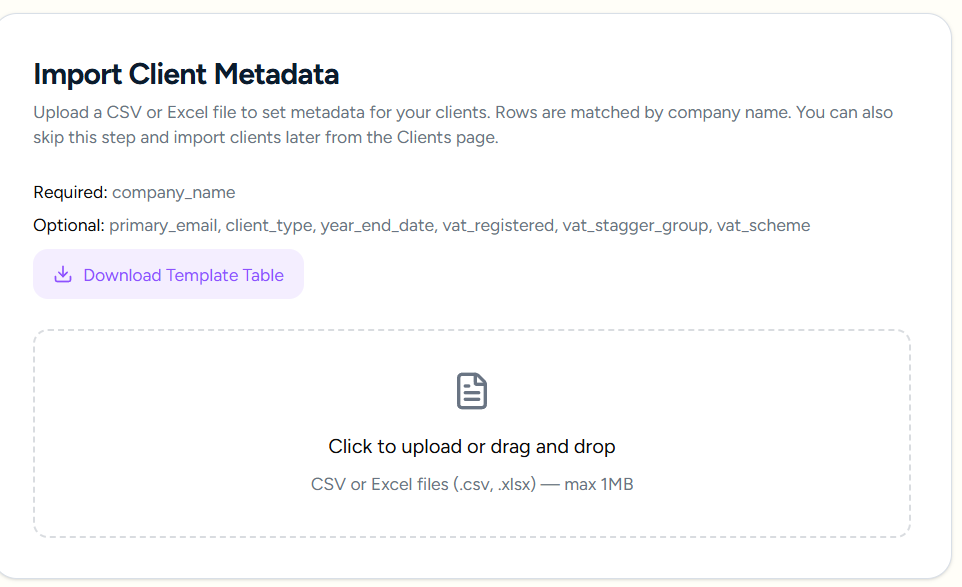 Import Client Metadata
Upload a CSV or Excel file to set metadata for your clients. Rows are matched by company name. You can also
skip this step and import clients later from the Clients page.
Required: company_name
Optional: primary_email, client_type, year_end_date, vat_registered, vat_stagger_group, vat_scheme
Download Template Table
Click to upload or drag and drop
CSV or Excel files (.csv, .xlsx) — max 1MB